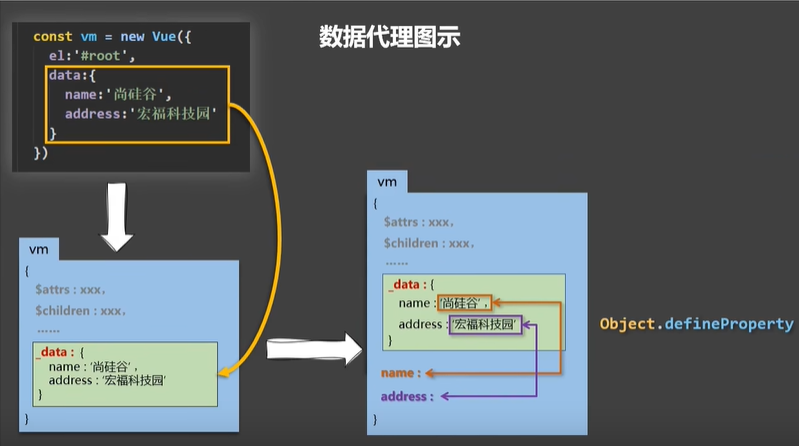 数据代理图示
const vm = new Vue({
el:'#root',
data:{
name:'尚硅谷',
address:'宏福科技园'
}
})
vm
{
$attrs : xxx,
$children : xxx,
……
_data : {
name : '尚硅谷' ,
address : '宏福科技园'
}
}
vm
{
$attrs : xxx,
$children : xxx,
……
_data : {
name : '尚硅谷' ,
address : '宏福科技园'
}
name :
address :
}
Object.defineProperty